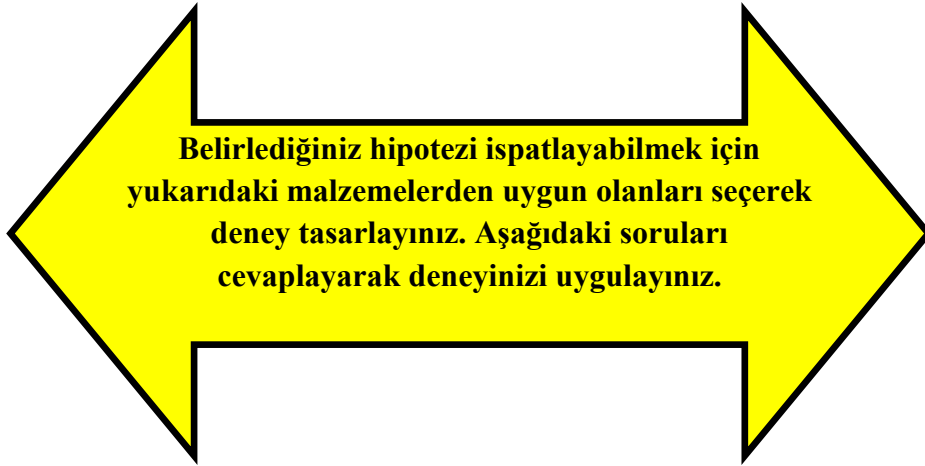 Belirlediğiniz hipotezi ispatlayabilmek için
yukarıdaki malzemelerden uygun olanları seçerek
deney tasarlayınız. Aşağıdaki soruları
cevaplayarak deneyinizi uygulayınız.